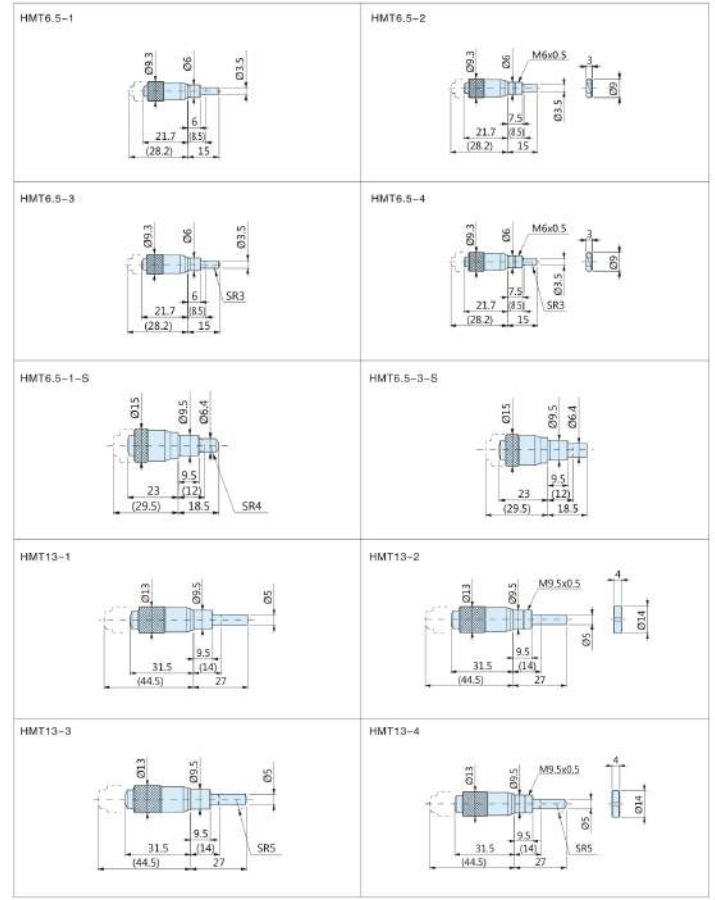 HMT6.5-1
Ø9.3
Ø6
Ø3.5
6
21.7
(8.5)
(28.2)
15
HMT6.5-2
Ø9.3
Ø6
M6x0.5
3
Ø9
Ø3.5
7.5
21.7
(8.5)
(28.2)
15
HMT6.5-3
Ø9.3
Ø6
Ø3.5
6
SR3
21.7
(8.5)
(28.2)
15
HMT6.5-4
Ø9.3
Ø6
M6x0.5
3
Ø9
Ø3.5
7.5
21.7
(8.5)
SR3
(28.2)
15
HMT6.5-1-S
Ø15
Ø9.5
Ø6.4
9.5
23
(12)
(29.5)
18.5
SR4
HMT6.5-3-S
Ø15
Ø9.5
Ø6.4
9.5
23
(12)
(29.5)
18.5
HMT13-1
Ø13
Ø9.5
Ø5
9.5
31.5
(14)
(44.5)
27
HMT13-2
Ø13
Ø9.5
M9.5x0.5
4
Ø14
Ø5
9.5
31.5
(14)
(44.5)
27
HMT13-3
Ø13
Ø9.5
Ø5
9.5
31.5
(14)
SR5
(44.5)
27
HMT13-4
Ø13
Ø9.5
M9.5x0.5
4
Ø14
Ø5
9.5
31.5
(14)
SR5
(44.5)
27